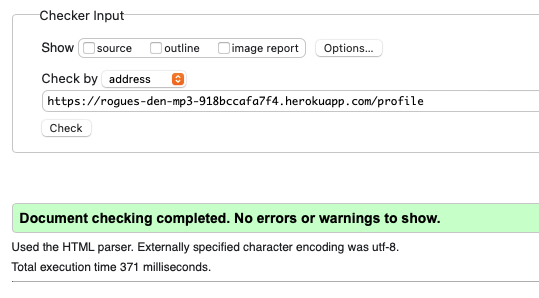 Checker Input
Show source outline image report Options...
Check by address
https://rogues-den-mp3-918bccafa7f4.herokuapp.com/profile
Check
Document checking completed. No errors or warnings to show.
Used the HTML parser. Externally specified character encoding was utf-8.
Total execution time 371 milliseconds.